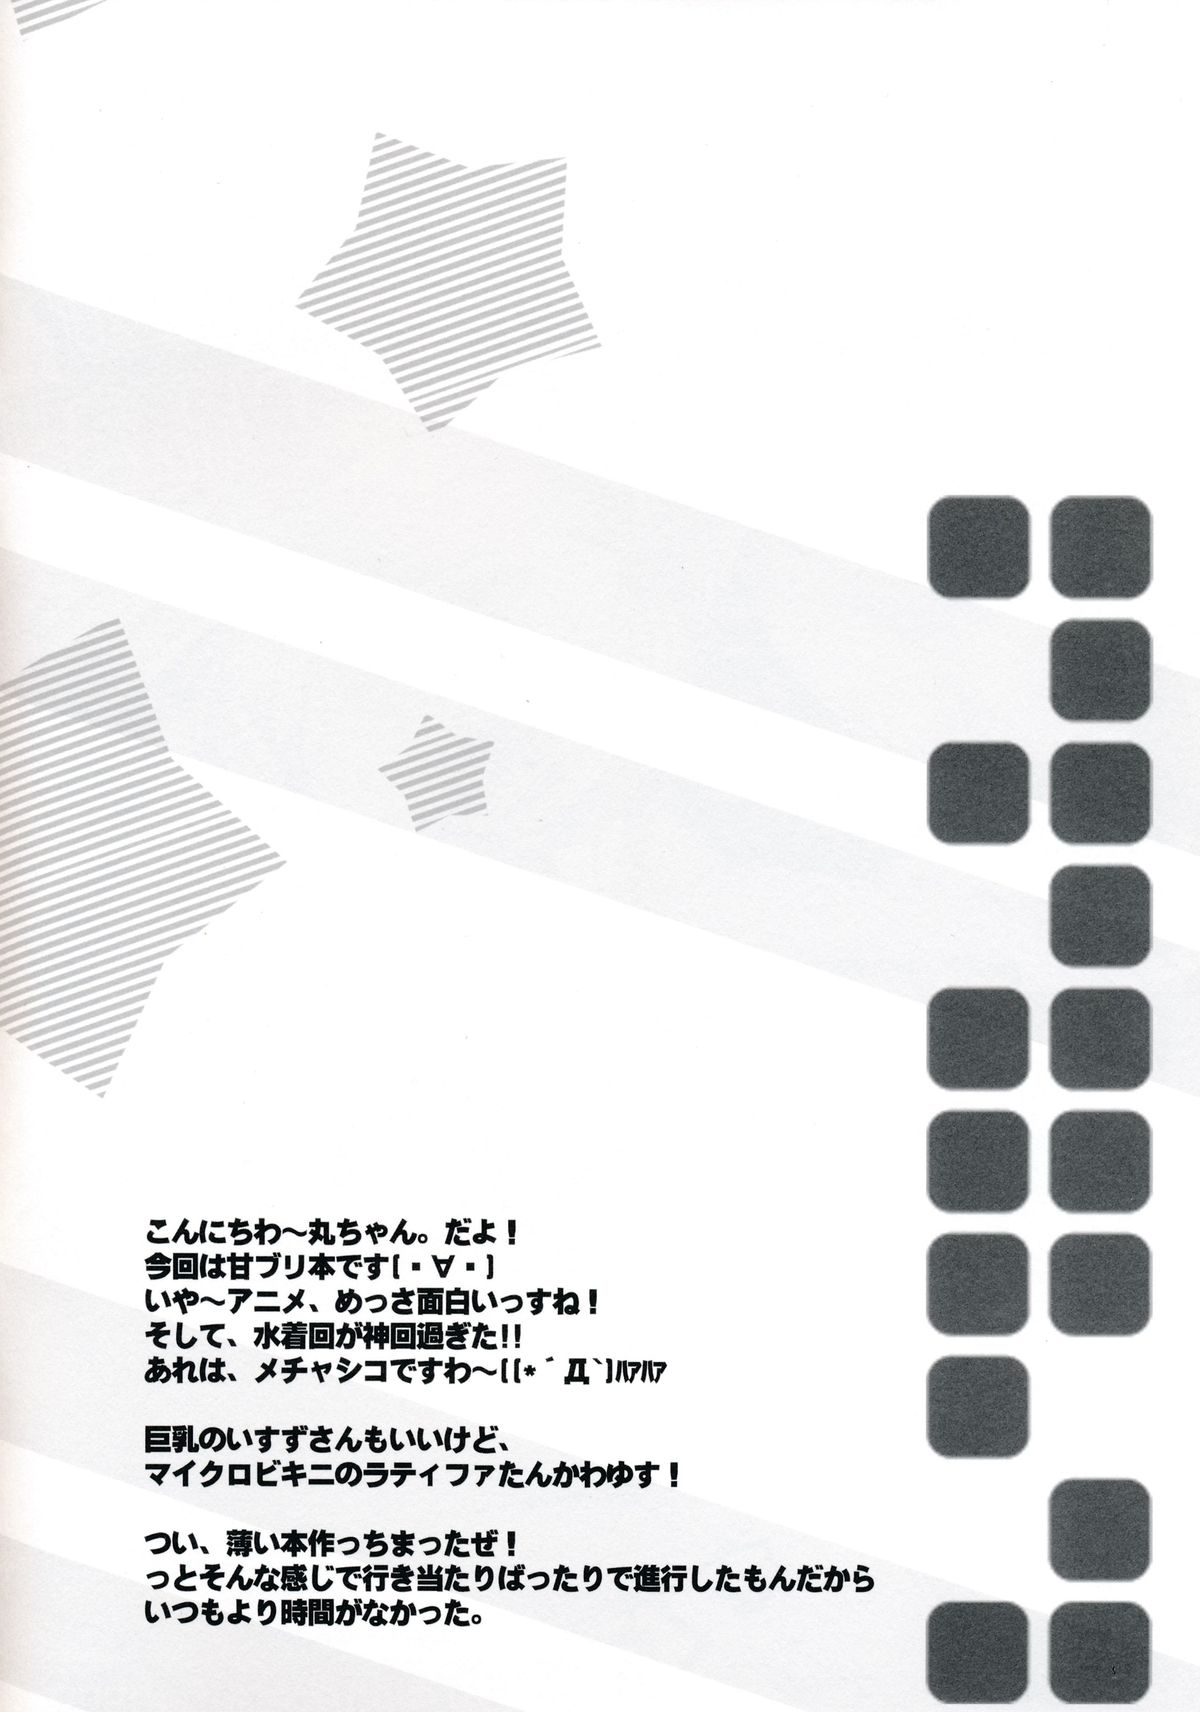 こんにちわ～丸ちゃん。だよ！
今回は甘ブリ本です(・∀・)
いや～アニメ、めっさ面白いっすね！
そして、水着回が神回過ぎた!!
あれは、メチャシコですわ～((*´Д`)ﾊｱﾊｱ
巨乳のいすずさんもいいけど、
マイクロビキニのラティファたんかわゆす！
つい、薄い本作っちまったぜ！
っとそんな感じで行き当たりばったりで進行したもんだから
いつもより時間がなかった。